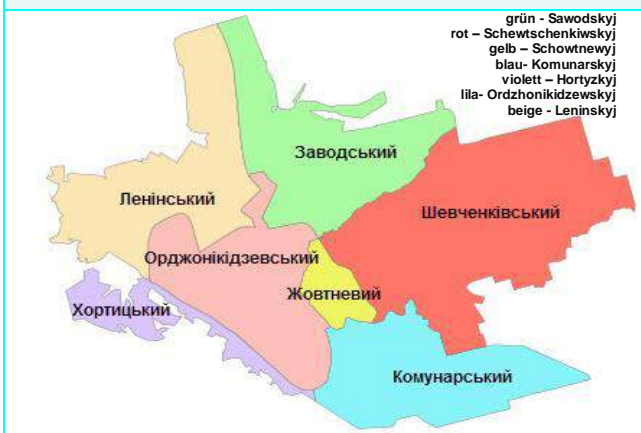 grün - Sawodskyj
rot – Schewtschenkiwskyj
gelb – Schowtnewyj
blau- Komunarskyj
violett – Hortyzkyj
lila- Ordzhonikidzewskyj
beige - Leninskyj
Заводський
Ленінський
Шевченківський
Орджонікідзевський
Жовтневий
Хортицький
Комунарський